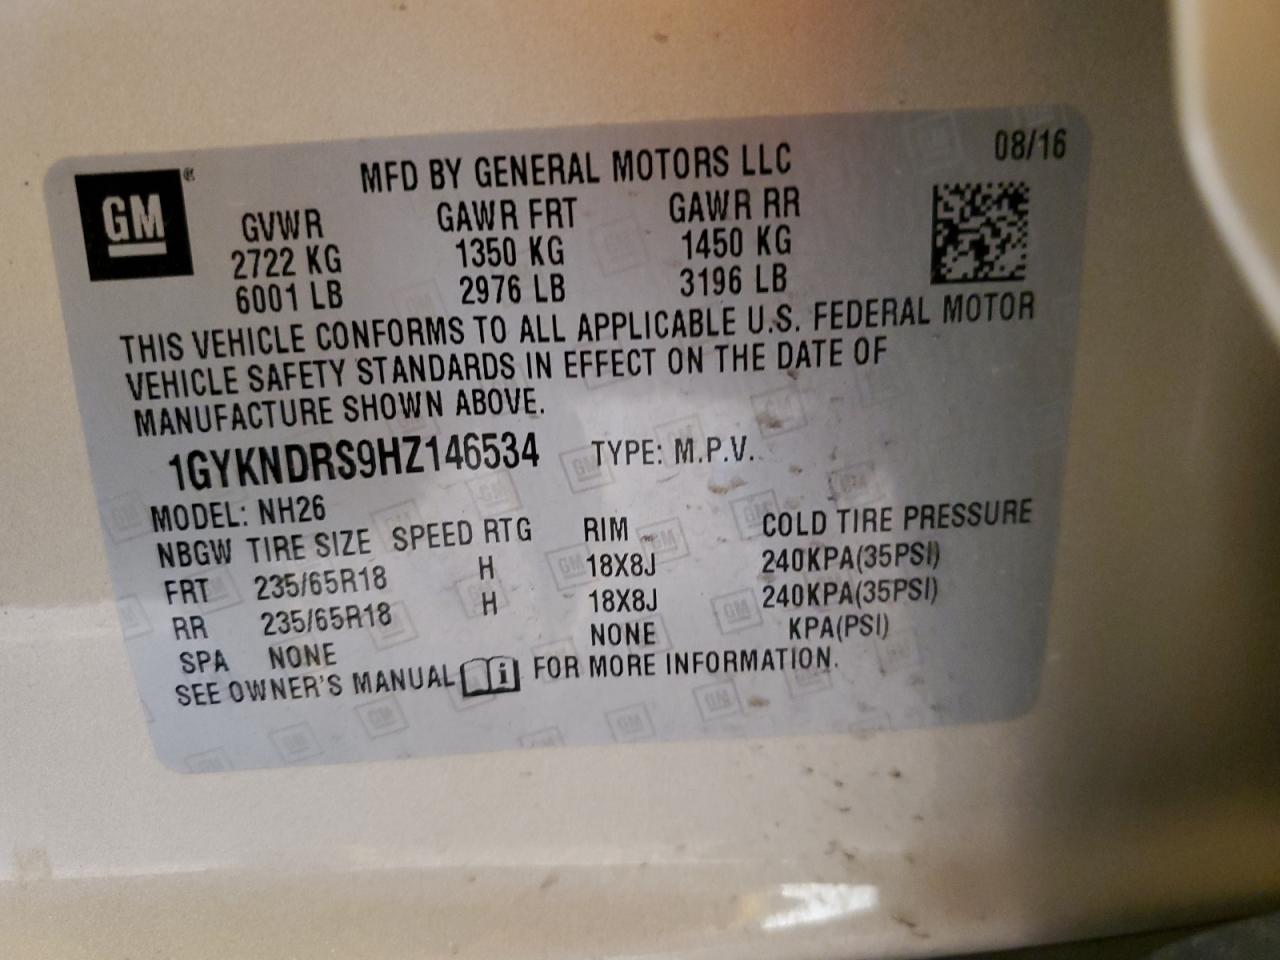 GM
MFD BY GENERAL MOTORS LLC 08/16
GVWR GAWR FRT GAWR RR
2722 KG 1350 KG 1450 KG
6001 LB 2976 LB 3196 LB
THIS VEHICLE CONFORMS TO ALL APPLICABLE U.S. FEDERAL MOTOR
VEHICLE SAFETY STANDARDS IN EFFECT ON THE DATE OF
MANUFACTURE SHOWN ABOVE.
1GYKNDRS9HZ146534 TYPE: M.P.V.
MODEL: NH26
NBGW TIRE SIZE SPEED RTG RIM COLD TIRE PRESSURE
FRT 235/65R18 H 18X8J 240KPA(35PSI)
RR 235/65R18 H 18X8J 240KPA(35PSI)
SPA NONE NONE KPA(PSI)
SEE OWNER'S MANUAL i FOR MORE INFORMATION.